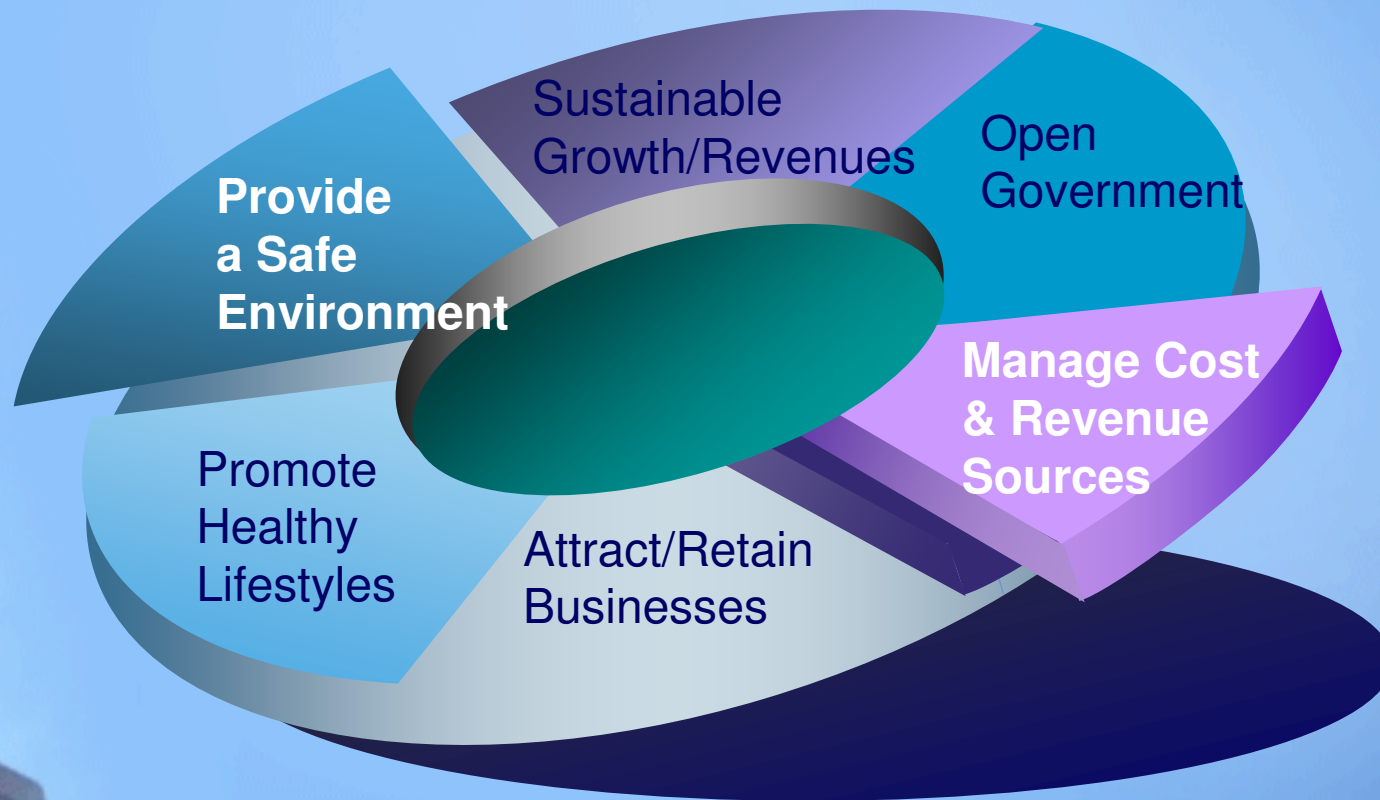 Sustainable
Growth/Revenues
Open
Government
Provide
a Safe
Environment
Manage Cost
& Revenue
Sources
Promote
Healthy
Lifestyles
Attract/Retain
Businesses